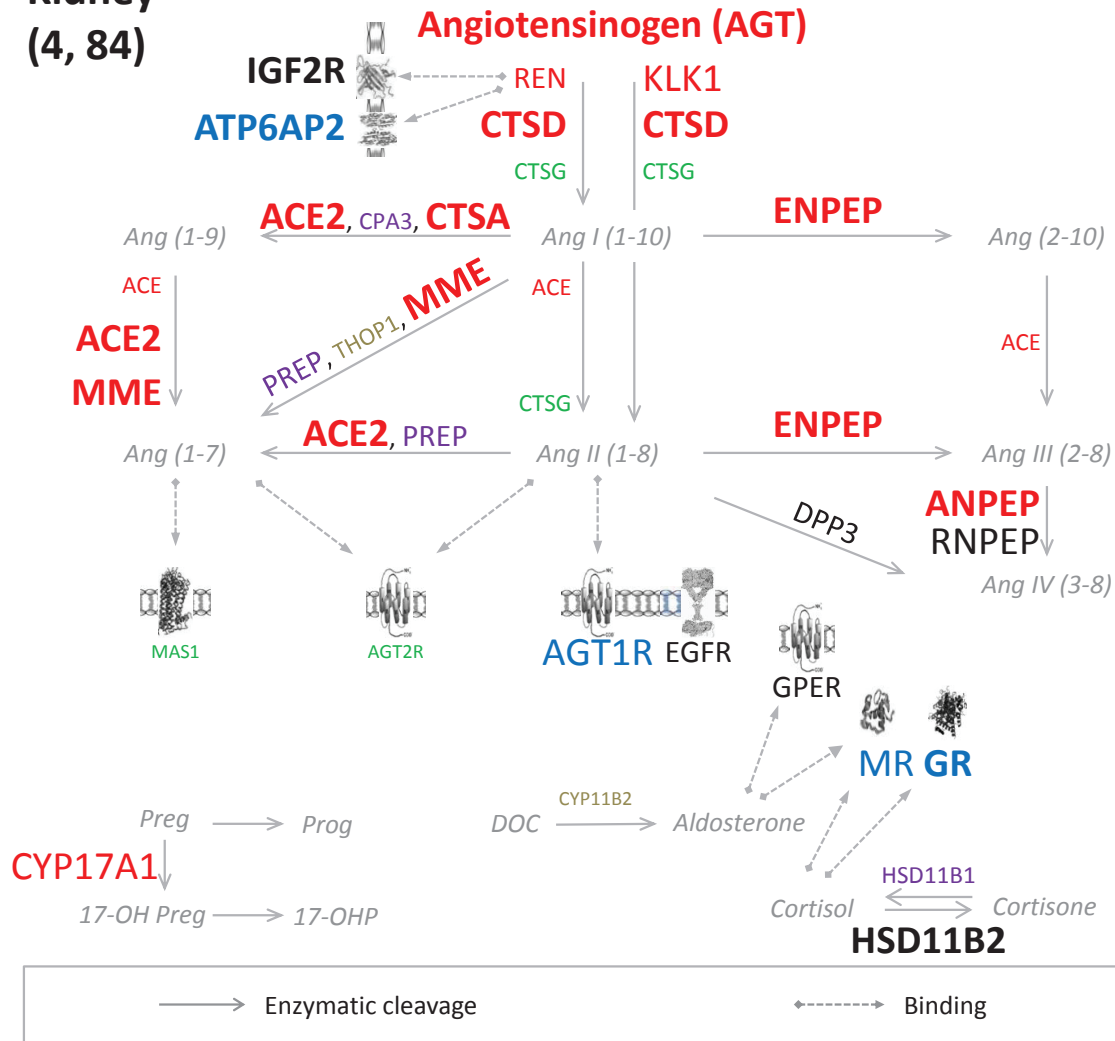 Kidney
(4, 84)
Angiotensinogen (AGT)
IGF2R
REN
KLK1
ATP6AP2
CTSD
CTSD
CTSG
CTSG
ACE2, CPA3, CTSA
ENPEP
Ang (1-9)
Ang I (1-10)
Ang (2-10)
ACE
PREP, THOP1, MME
ACE
ACE2
ACE
MME
CTSG
ACE2, PREP
ENPEP
Ang (1-7)
Ang II (1-8)
Ang III (2-8)
ANPEP
DPP3
RNPEP
Ang IV (3-8)
MAS1
AGT2R
AGT1R
EGFR
GPER
MR GR
Preg
Prog
DOC
CYP11B2
Aldosterone
CYP17A1
HSD11B1
17-OH Preg
17-OHP
Cortisol
Cortisone
HSD11B2
Enzymatic cleavage
Binding